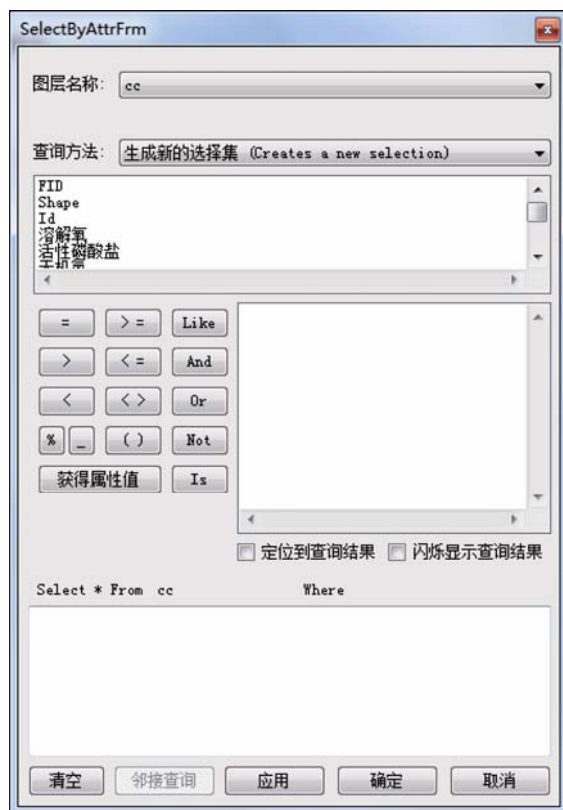 SelectByAttrFrm
图层名称: cc
查询方法: 生成新的选择集 (Creates a new selection)
FID
Shape
Id
溶解氧
活性磷酸盐
无机氮
= >= Like
> <= And
< <> Or
% _ () Not
获得属性值 Is
定位到查询结果 闪烁显示查询结果
Select * From cc Where
清空 邻接查询 应用 确定 取消